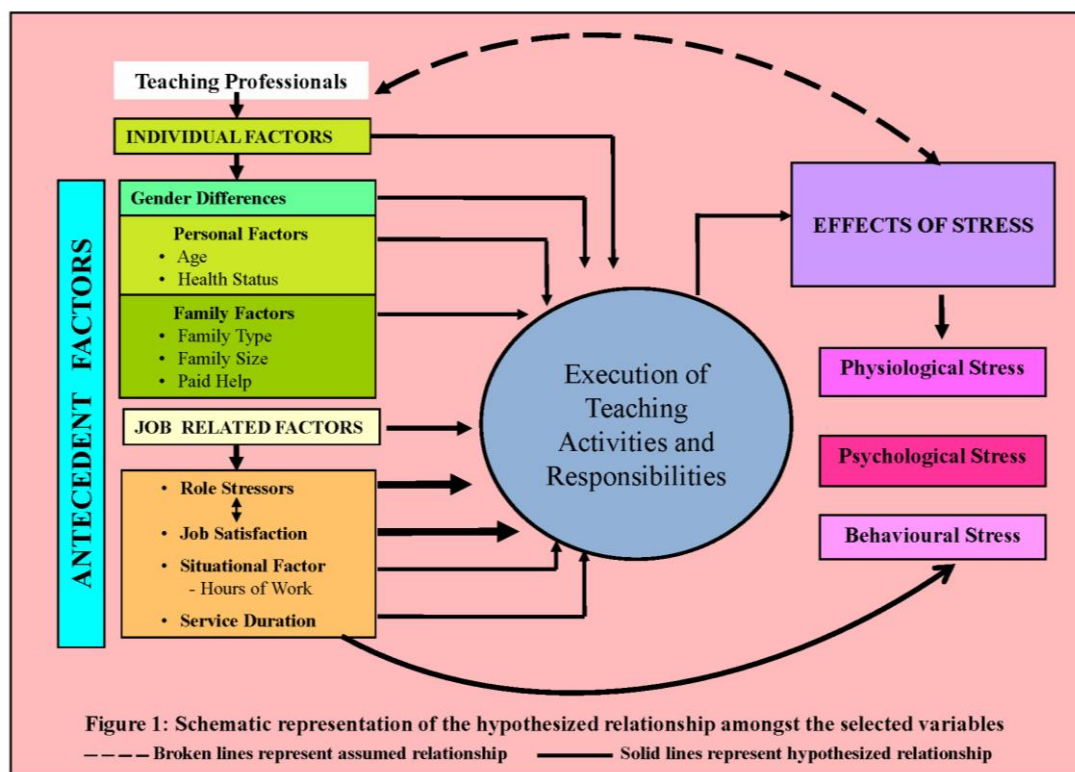 Teaching Professionals
INDIVIDUAL FACTORS
ANTECEDENT FACTORS
Gender Differences
Personal Factors
• Age
• Health Status
Family Factors
• Family Type
• Family Size
• Paid Help
JOB RELATED FACTORS
• Role Stressors
• Job Satisfaction
• Situational Factor
- Hours of Work
• Service Duration
Execution of
Teaching
Activities and
Responsibilities
EFFECTS OF STRESS
Physiological Stress
Psychological Stress
Behavioural Stress
Figure 1: Schematic representation of the hypothesized relationship amongst the selected variables
Broken lines represent assumed relationship
Solid lines represent hypothesized relationship